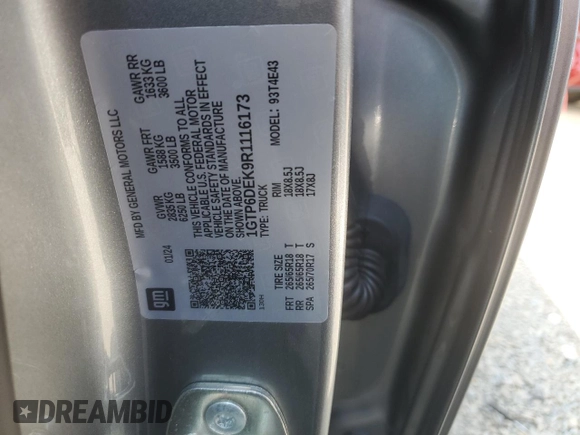 MFD BY GENERAL MOTORS LLC
01/24
GVWR
2835 KG
6250 LB
GAWR FRT
1588 KG
3500 LB
GAWR RR
1633 KG
3600 LB
THIS VEHICLE CONFORMS TO ALL
APPLICABLE U.S. FEDERAL MOTOR
VEHICLE SAFETY STANDARDS IN EFFECT
ON THE DATE OF MANUFACTURE
SHOWN ABOVE.
1GTP6DEK9R1116173
TYPE: TRUCK
MODEL: 93T4E43
gm
TIRE SIZE
RIM
FRT 265/65R18 T 18X8.5J
RR 265/65R18 T 18X8.5J
SPA 265/70R17 S 17X8J
DREAMBID